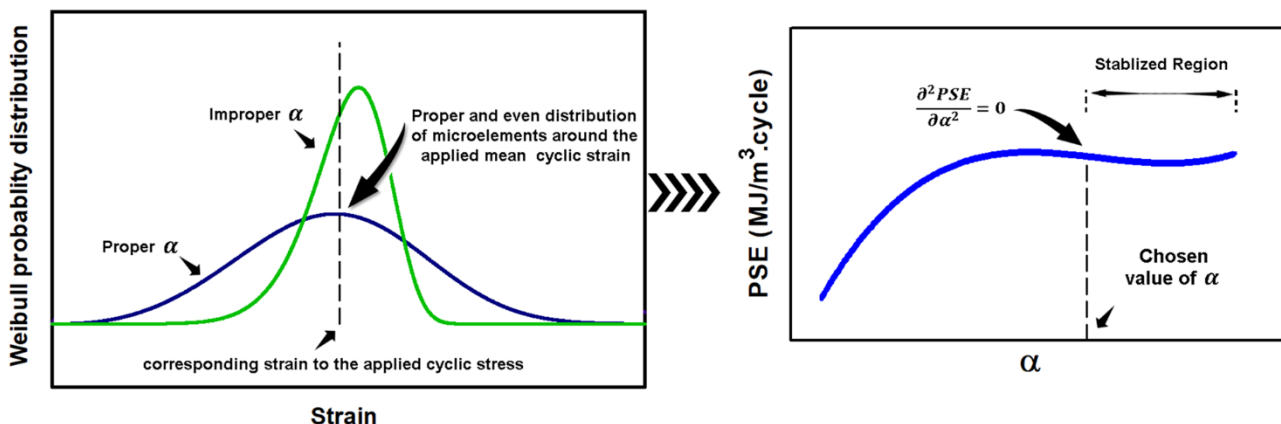 Weibull probablity distribution
Improper α
Proper α
Proper and even distribution
of microelements around the
applied mean cyclic strain
corresponding strain to the applied cyclic stress
Strain
PSE (MJ/m³.cycle)
Stablized Region
∂²PSE/∂α² = 0
Chosen
value of α
α